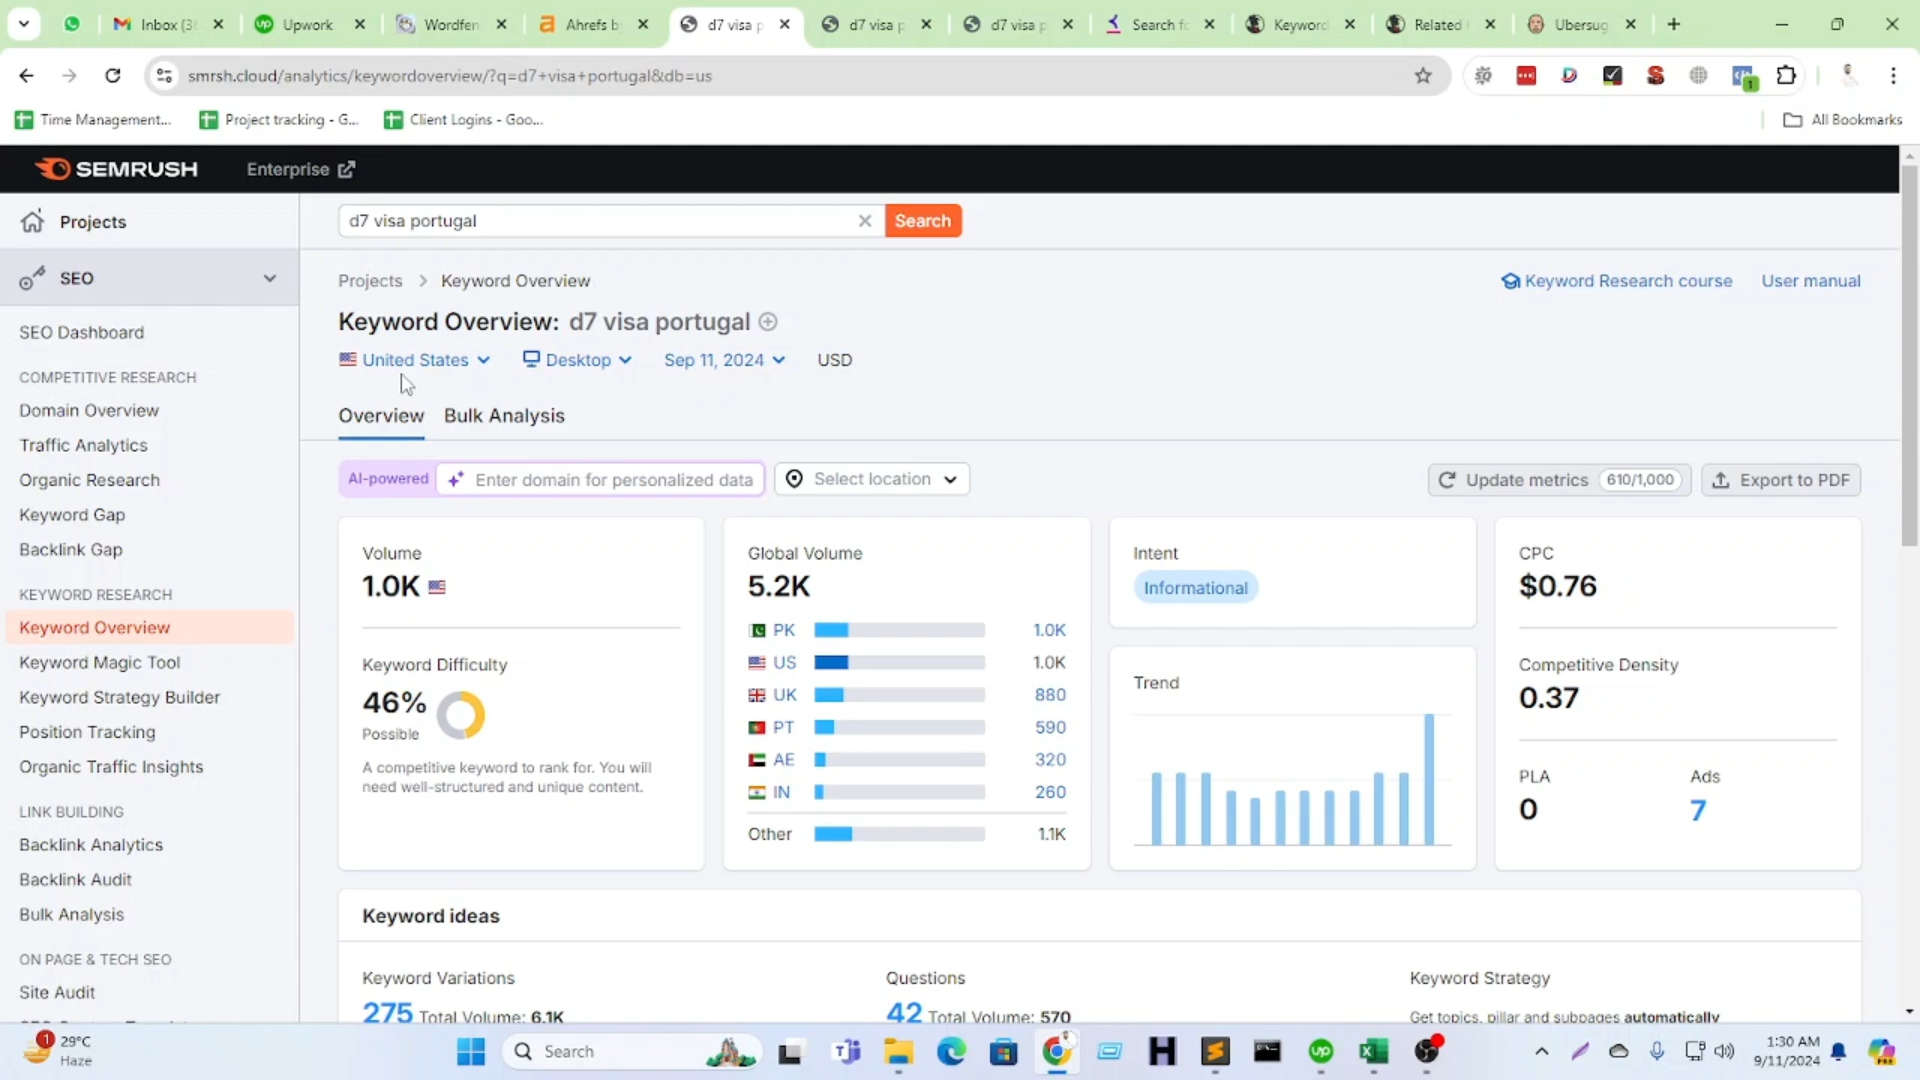 Inbox (3
Upwork
Wordfen
Ahrefs b
d7 visa p
d7 visa p
d7 visa p
Search fo
Keyword
Related
Ubersug
smrsh.cloud/analytics/keywordoverview/?q=d7+visa+portugal&db=us
1
Time Management...
Project tracking - G...
Client Logins - Goo...
All Bookmarks
SEMRUSH
Enterprise
Projects
d7 visa portugal
Search
SEO
Projects
Keyword Overview
Keyword Research course
User manual
Keyword Overview: d7 visa portugal
United States
Desktop
Sep 11, 2024
USD
Overview
Bulk Analysis
SEO Dashboard
COMPETITIVE RESEARCH
Domain Overview
Traffic Analytics
Organic Research
Keyword Gap
Backlink Gap
KEYWORD RESEARCH
Keyword Overview
Keyword Magic Tool
Keyword Strategy Builder
Position Tracking
Organic Traffic Insights
LINK BUILDING
Backlink Analytics
Backlink Audit
Bulk Analysis
ON PAGE & TECH SEO
Site Audit
AI-powered
Enter domain for personalized data
Select location
Update metrics 610/1,000
Export to PDF
Volume
1.0K
Keyword Difficulty
46%
Possible
A competitive keyword to rank for. You will
need well-structured and unique content.
Global Volume
5.2K
PK 1.0K
US 1.0K
UK 880
PT 590
AE 320
IN 260
Other 1.1K
Intent
Informational
Trend
CPC
$0.76
Competitive Density
0.37
PLA
0
Ads
7
Keyword ideas
Keyword Variations
275 Total Volume: 6.1K
Questions
42 Total Volume: 570
Keyword Strategy
Get topics, pillar and subpages automatically
1
29°C
Haze
Search
1:30 AM
9/11/2024